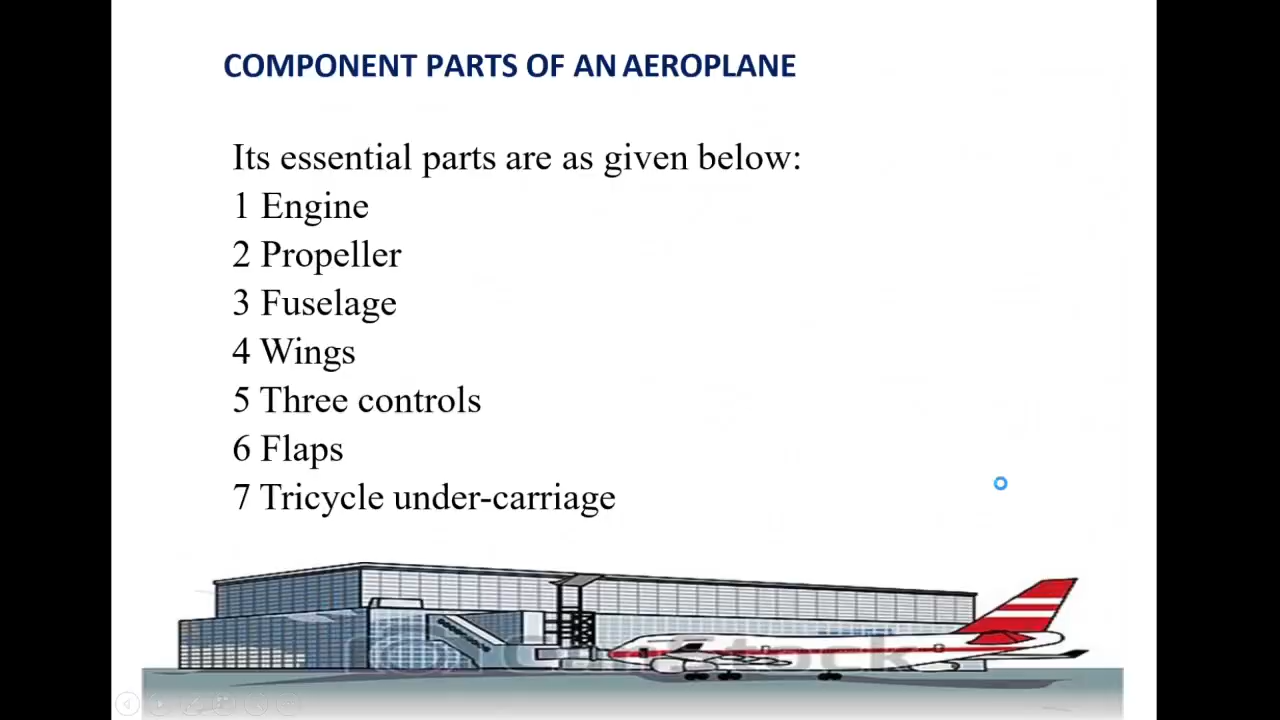 COMPONENT PARTS OF AN AEROPLANE
Its essential parts are as given below:
1 Engine
2 Propeller
3 Fuselage
4 Wings
5 Three controls
6 Flaps
7 Tricycle under-carriage
CanStock